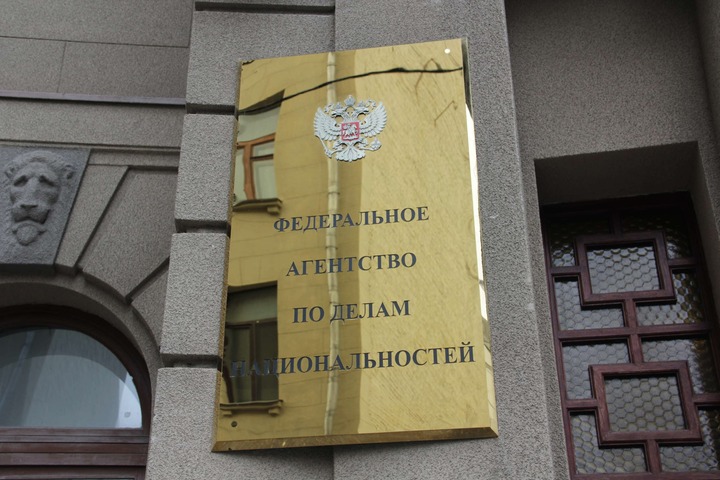 ФЕДЕРАЛЬНОЕ
АГЕНТСТВО
ПО ДЕЛАМ
НАЦИОНАЛЬНОСТЕЙ